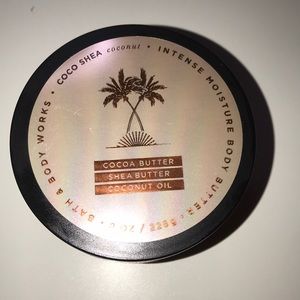 COCO SHEA coconut • INTENSE MOISTURE BODY BUTTER •
BATH & BODY WORKS •
COCOA BUTTER
SHEA BUTTER
COCONUT OIL